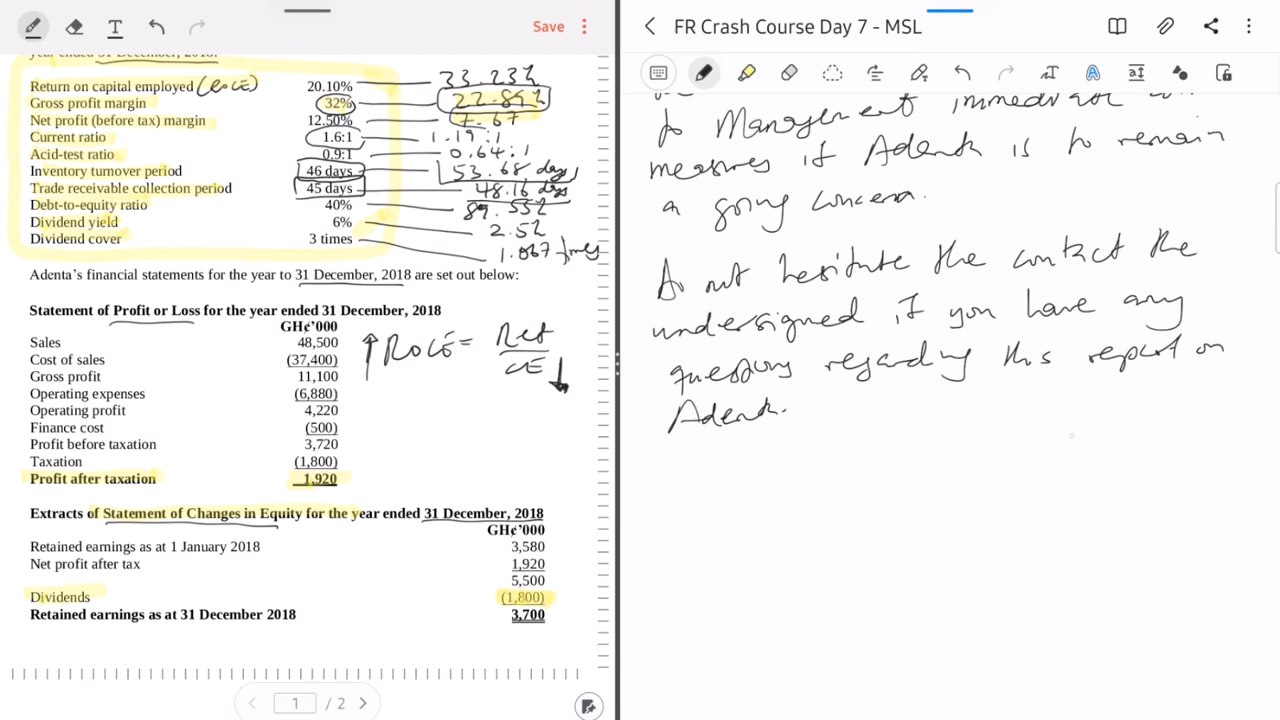 Save
FR Crash Course Day 7 - MSL
year ended 31 December, 2018.
Return on capital employed (ROCE) 20.10% 33.23%
Gross profit margin 32% 22.89%
Net profit (before tax) margin 12.50% 7.67
Current ratio 1.6:1 1.19:1
Acid-test ratio 0.9:1 0.64:1
Inventory turnover period 46 days 53.68 days
Trade receivable collection period 45 days 48.16 days
Debt-to-equity ratio 40% 89.55%
Dividend yield 6% 2.5%
Dividend cover 3 times 1.067 times
Adenta's financial statements for the year to 31 December, 2018 are set out below:
Statement of Profit or Loss for the year ended 31 December, 2018
GH¢'000
Sales 48,500
Cost of sales (37,400)
Gross profit 11,100
Operating expenses (6,880)
Operating profit 4,220
Finance cost (500)
Profit before taxation 3,720
Taxation (1,800)
Profit after taxation 1,920
↑ ROCE = Ret
CE ↓
Extracts of Statement of Changes in Equity for the year ended 31 December, 2018
GH¢'000
Retained earnings as at 1 January 2018 3,580
Net profit after tax 1,920
5,500
Dividends (1,800)
Retained earnings as at 31 December 2018 3,700
1 / 2
to Management immediate
measures if Adenta is to remain
a going concern.
Do not hesitate the contact the
undersigned if you have any
questions regarding this report on
Adenta.